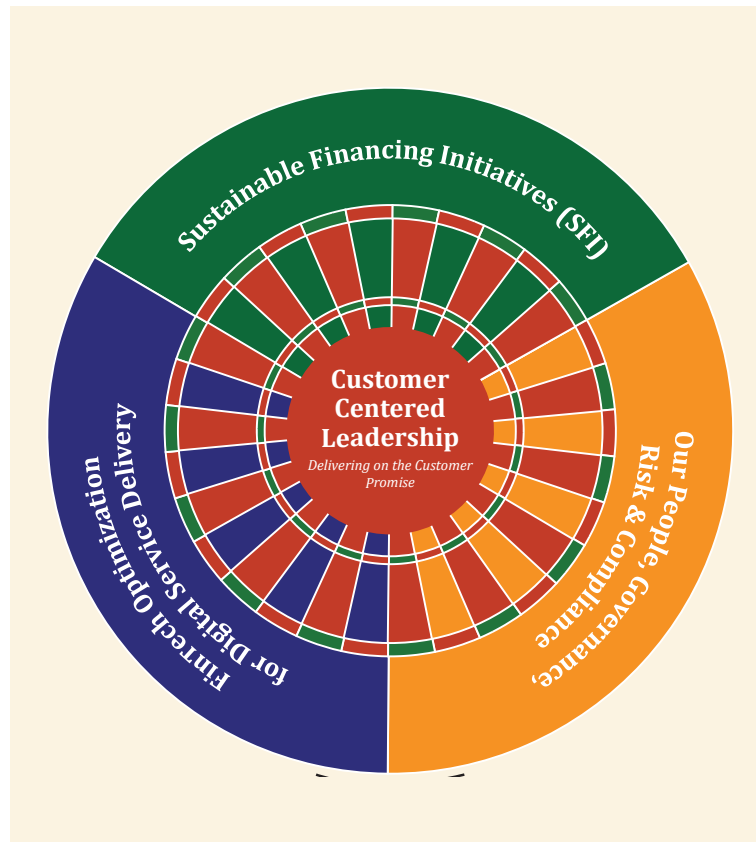 Sustainable Financing Initiatives (SFI)
Customer
Centered
Leadership
Delivering on the Customer
Promise
Our People, Governance,
Risk & Compliance
FinTech Optimization
for Digital Service Delivery